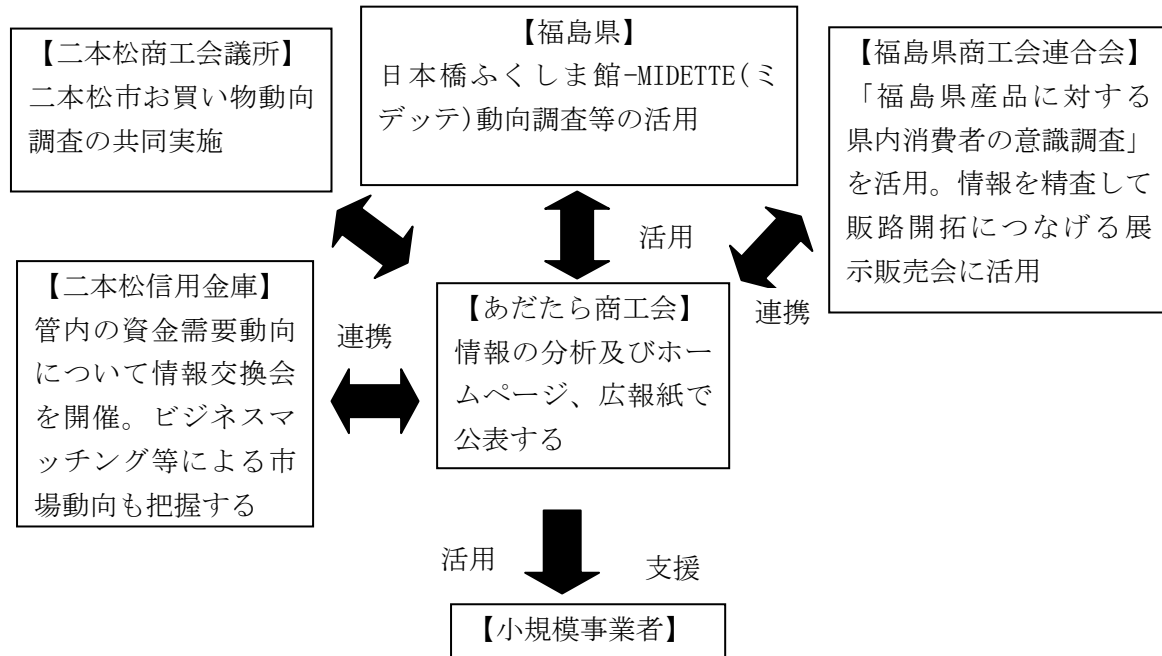 【二本松商工会議所】
二本松市お買い物動向
調査の共同実施
【福島県】
日本橋ふくしま館-MIDETTE(ミ
デッテ)動向調査等の活用
【福島県商工会連合会】
「福島県産品に対する
県内消費者の意識調査」
を活用。情報を精査して
販路開拓につなげる展
示販売会に活用
活用
連携
【二本松信用金庫】
管内の資金需要動向
について情報交換会
を開催。ビジネスマ
ッチング等による市
場動向も把握する
連携
【あだたら商工会】
情報の分析及びホー
ムページ、広報紙で
公表する
活用
支援
【小規模事業者】